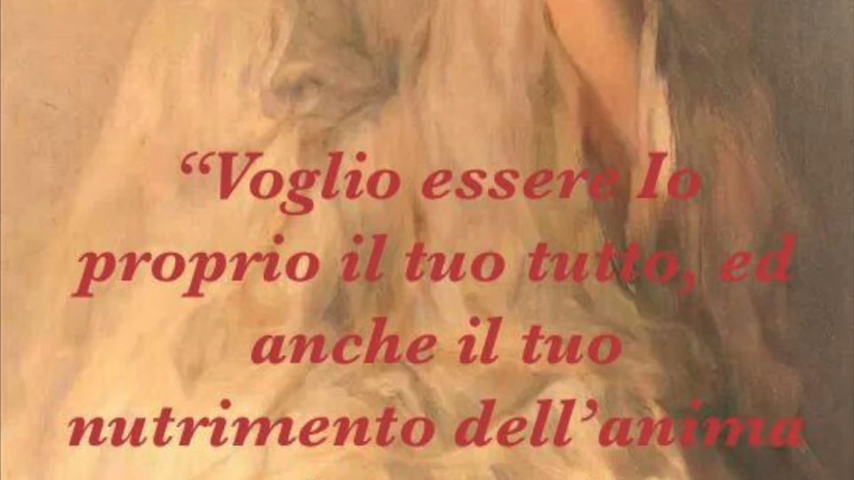 “Voglio essere Io
proprio il tuo tutto, ed
anche il tuo
nutrimento dell’anima